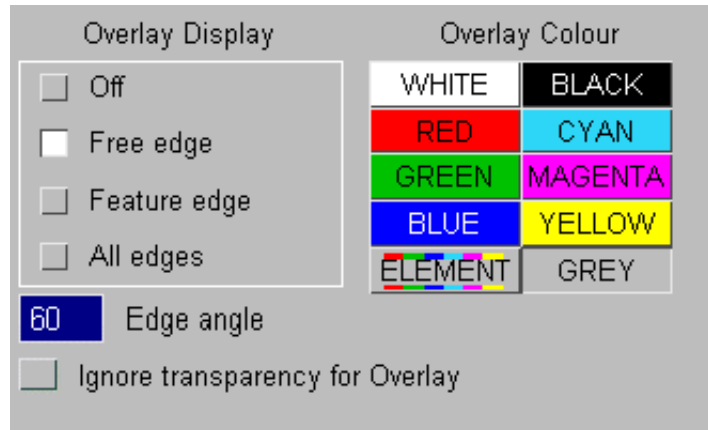 Overlay Display
Off
Free edge
Feature edge
All edges
60 Edge angle
Ignore transparency for Overlay
Overlay Colour
WHITE BLACK
RED CYAN
GREEN MAGENTA
BLUE YELLOW
ELEMENT GREY